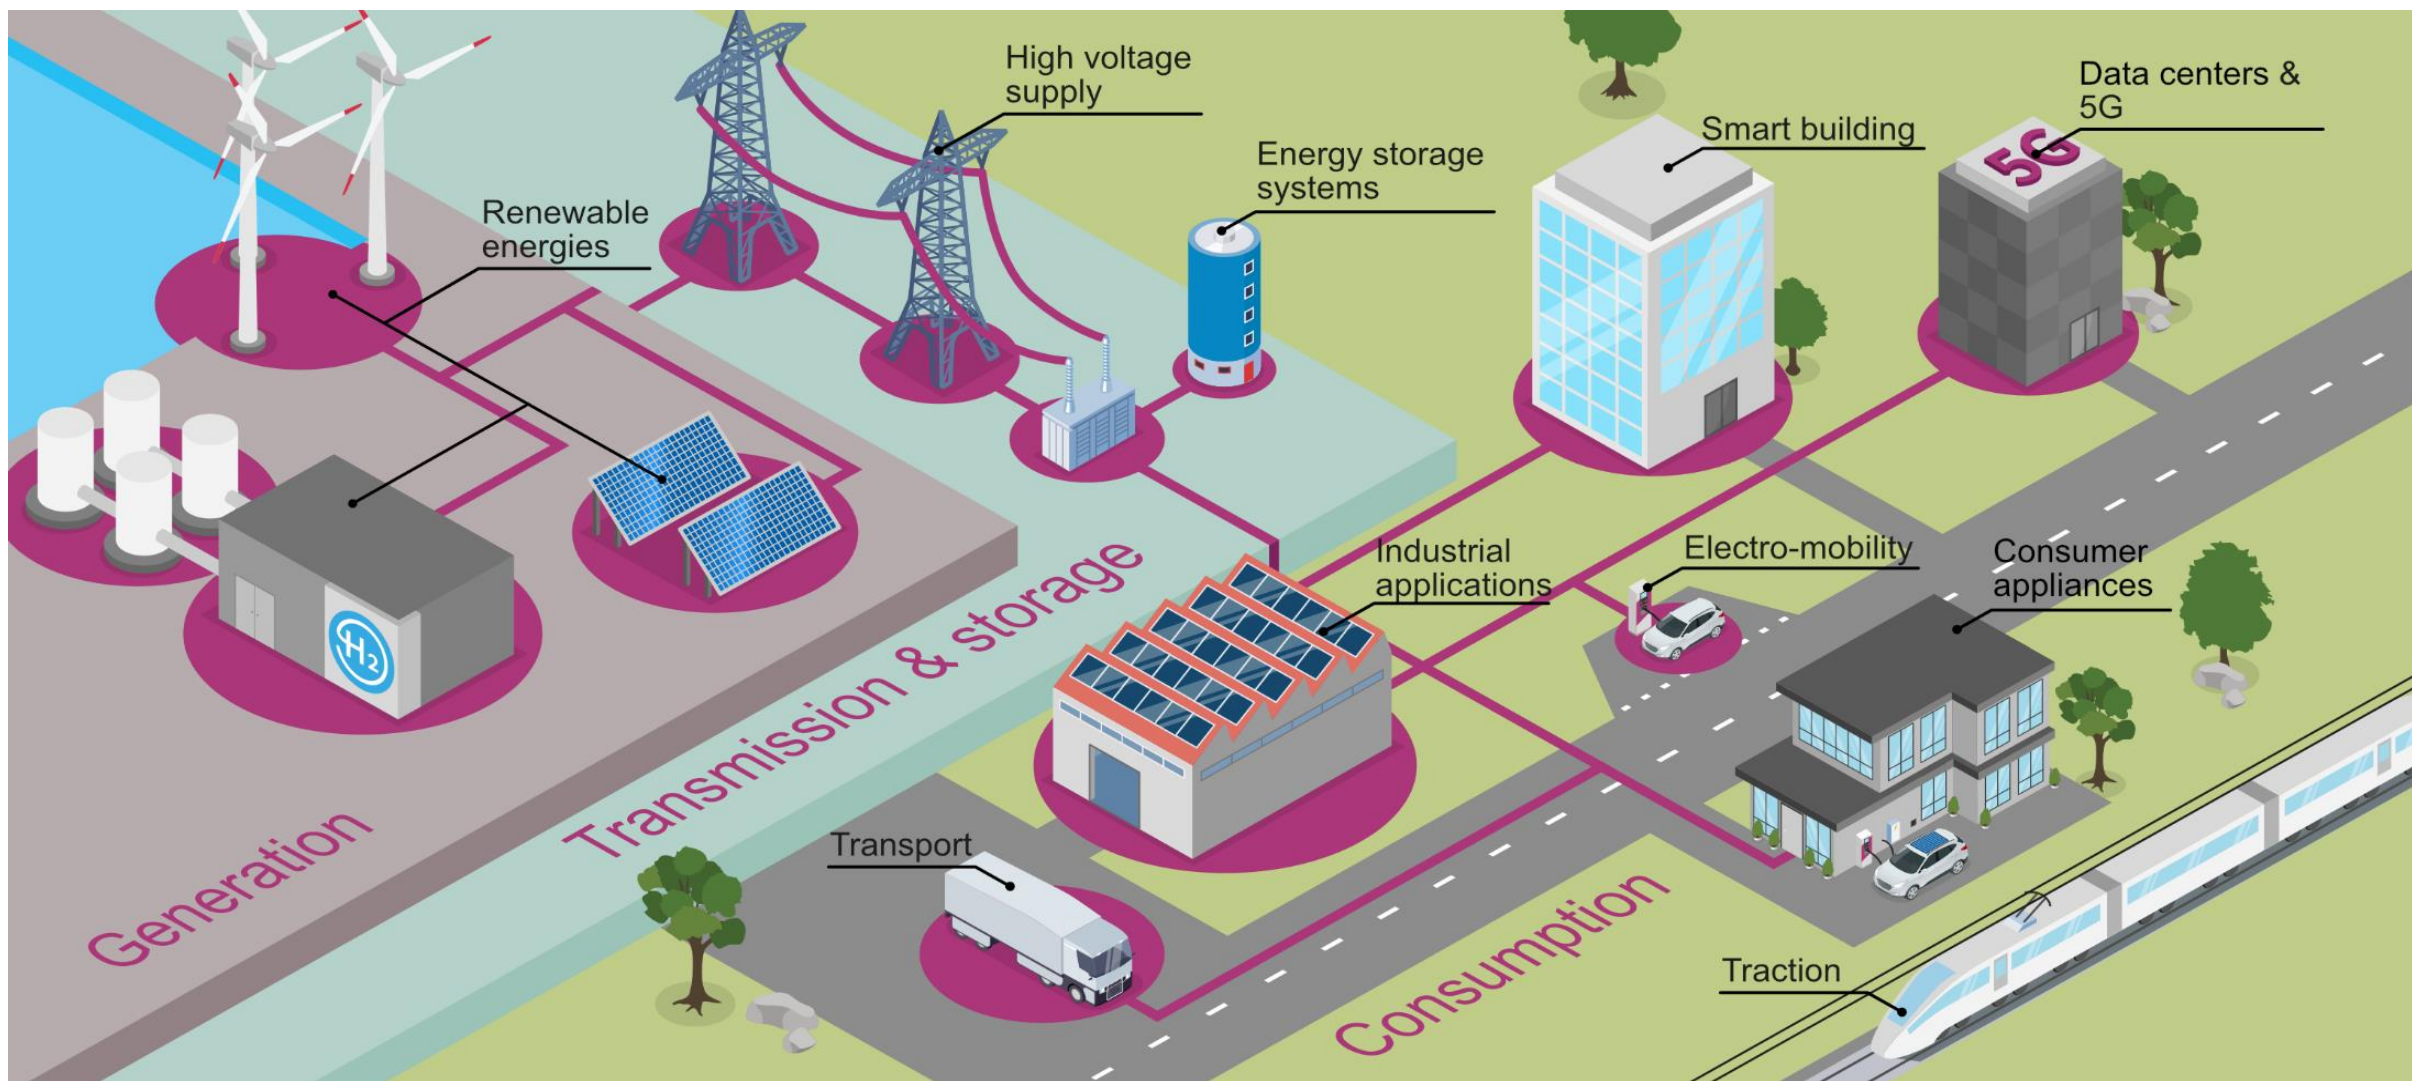 High voltage
supply
Data centers &
5G
Smart building
5G
Energy storage
systems
Renewable
energies
Industrial
applications
Electro-mobility
Consumer
appliances
H2
Transmission & storage
Generation
Transport
Consumption
Traction